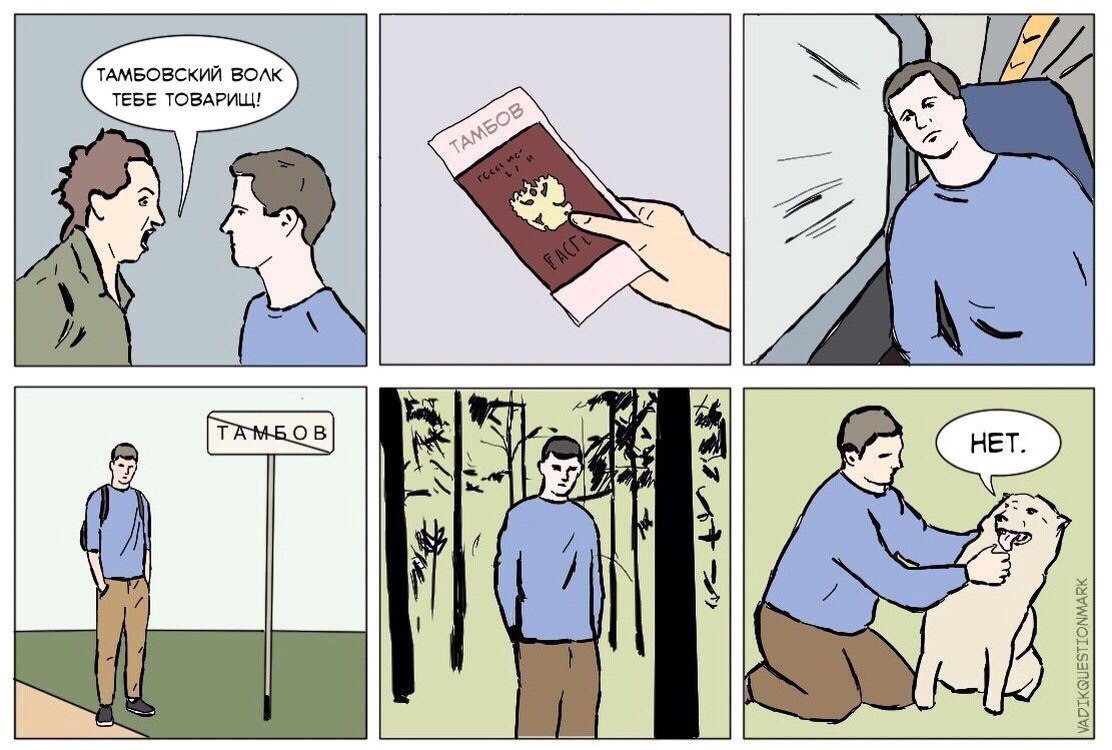 ТАМБОВСКИЙ ВОЛК
ТЕБЕ ТОВАРИЩ!
ТАМБОВ
ТАМБОВ
НЕТ.
VADIKQUESTIONMARK